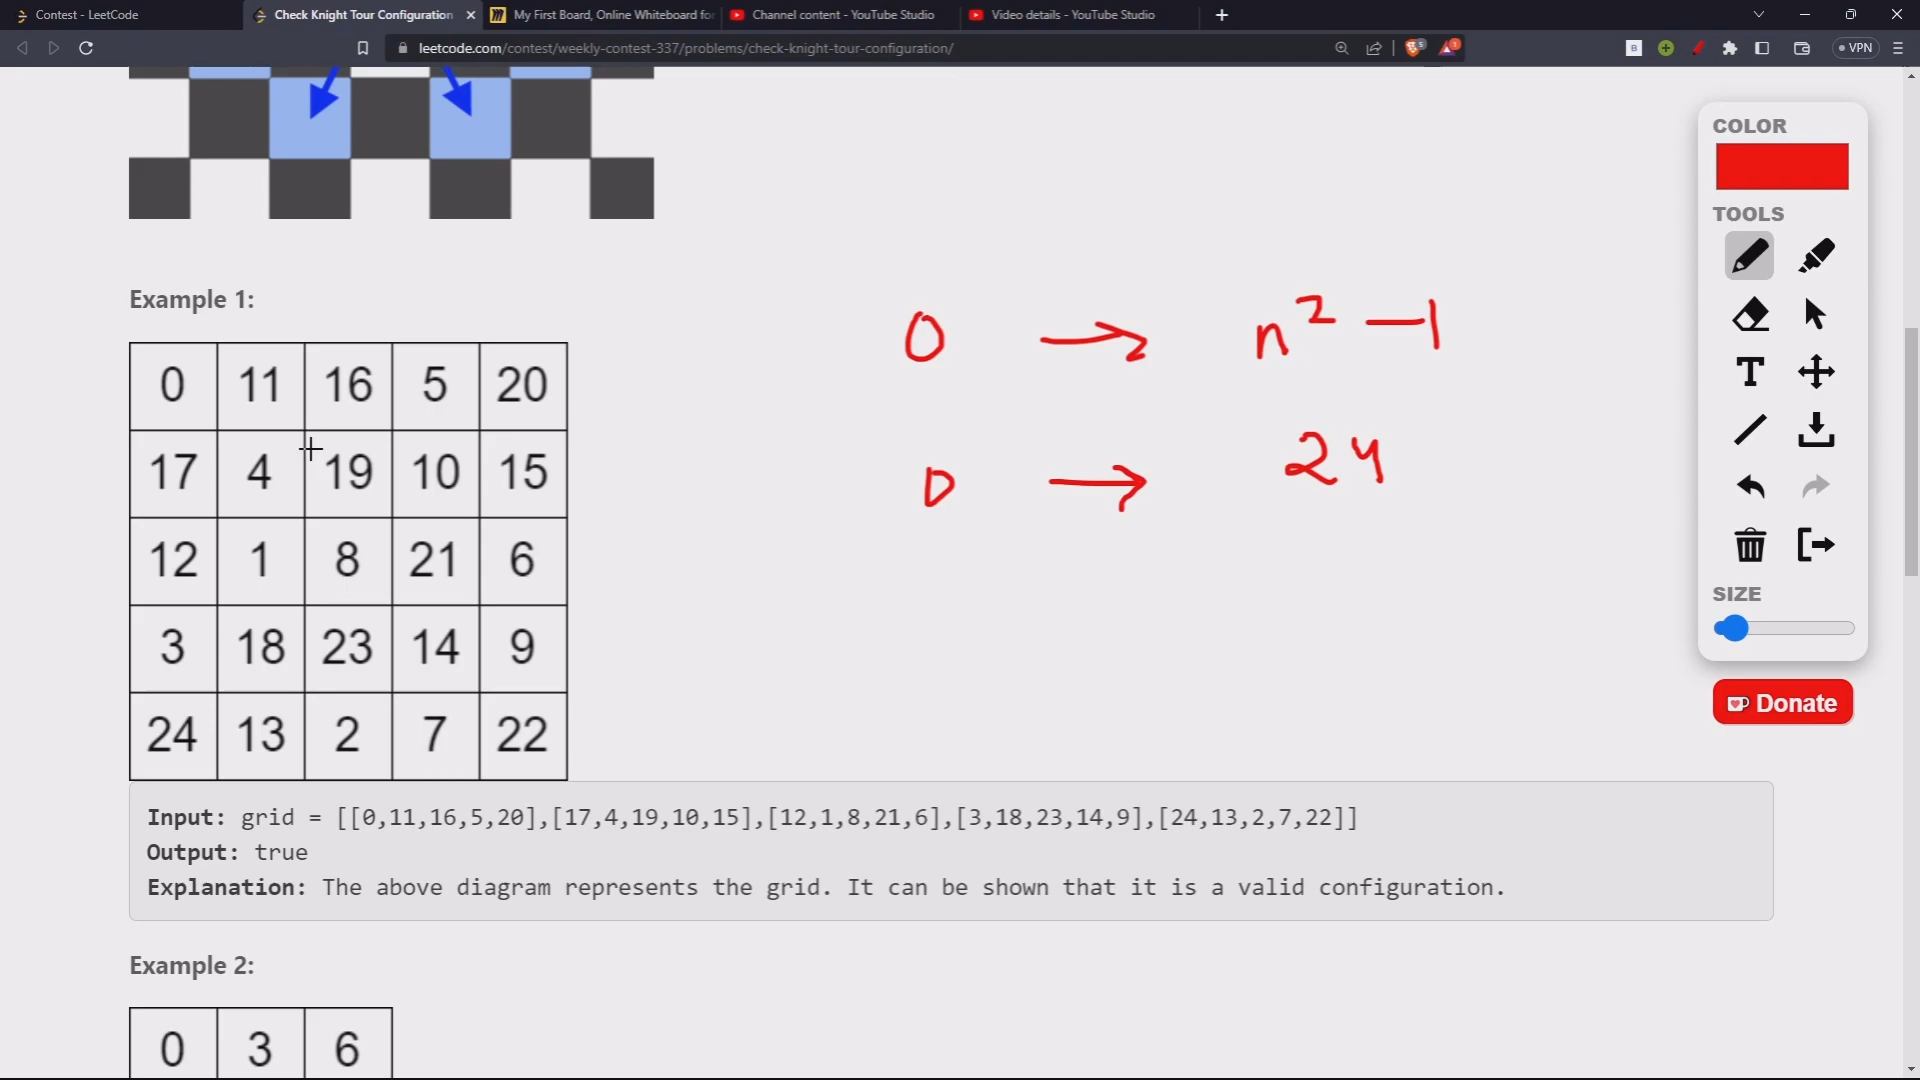 Contest - LeetCode
Check Knight Tour Configuration
My First Board, Online Whiteboard for
Channel content - YouTube Studio
Video details - YouTube Studio
leetcode.com/contest/weekly-contest-337/problems/check-knight-tour-configuration/
VPN
COLOR
TOOLS
T
SIZE
Donate
Example 1:
0 11 16 5 20
17 4 19 10 15
12 1 8 21 6
3 18 23 14 9
24 13 2 7 22
0 → n² - 1
0 → 24
Input: grid = [[0,11,16,5,20],[17,4,19,10,15],[12,1,8,21,6],[3,18,23,14,9],[24,13,2,7,22]]
Output: true
Explanation: The above diagram represents the grid. It can be shown that it is a valid configuration.
Example 2:
0 3 6